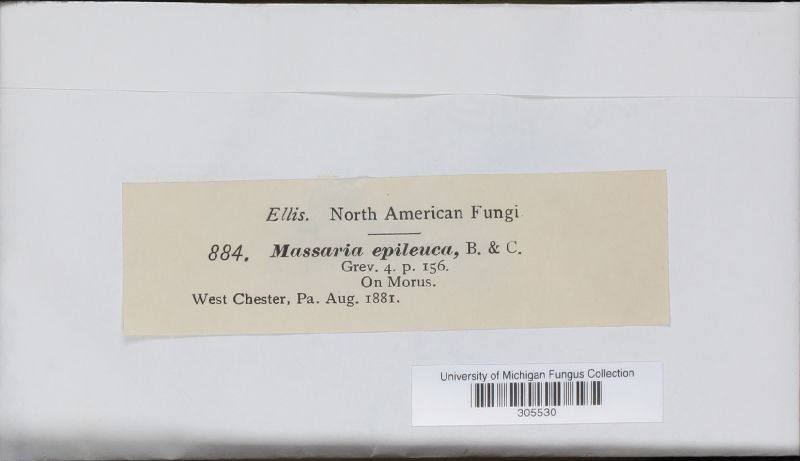 Ellis. North American Fungi
884. Massaria epileuca, B. & C.
Grev. 4. p. 156.
On Morus.
West Chester, Pa. Aug. 1881.
University of Michigan Fungus Collection
305530